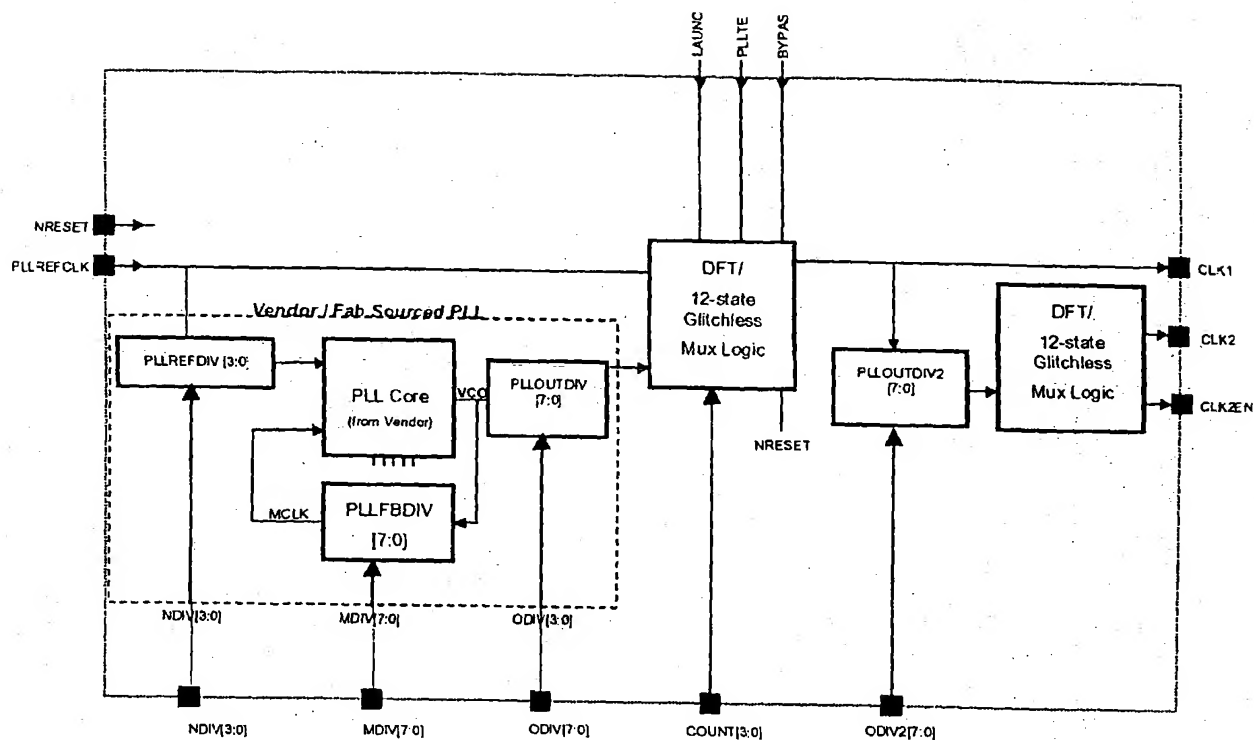 LAUNC
PLLTE
BYPAS
NRESET
PLLREFCLK
Vendor / Fab Sourced PLL
PLLREFDIV [3:0]
PLL Core
(from Vendor)
VCO
PLLOUTDIV
[7:0]
MCLK
PLLFBDIV
[7:0]
DFT/
12-state
Glitchless
Mux Logic
NRESET
PLLOUTDIV2
[7:0]
DFT/
12-state
Glitchless
Mux Logic
CLK1
CLK2
CLK2EN
NDIV[3:0]
MDIV[7:0]
ODIV[3:0]
NDIV[3:0]
MDIV[7:0]
ODIV[7:0]
COUNT[3:0]
ODIV2[7:0]